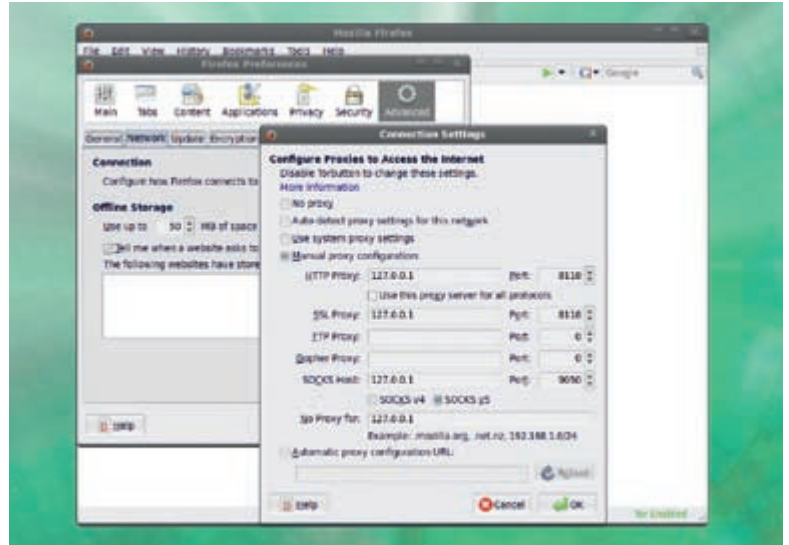 Mozilla Firefox
File Edit View History Bookmarks Tools Help
Firefox Preferences
Google
Main Tabs Content Applications Privacy Security Advanced
General Network Update Encryption
Connection Settings
Connection
Configure how Firefox connects to
Offline Storage
Use up to 50 MB of space
Tell me when a website asks to
The following websites have store
Help
Configure Proxies to Access the Internet
Disable Torbutton to change these settings.
More Information
No proxy
Auto-detect proxy settings for this network
Use system proxy settings
Manual proxy configuration:
HTTP Proxy: 127.0.0.1 Port: 8118
Use this proxy server for all protocols
SSL Proxy: 127.0.0.1 Port: 8118
FTP Proxy: Port: 0
Gopher Proxy: Port: 0
SOCKS Host: 127.0.0.1 Port: 9050
SOCKS v4 SOCKS v5
No Proxy for: 127.0.0.1
Example: .mozilla.org, .net.nz, 192.168.1.0/24
Automatic proxy configuration URL:
Reload
Help Cancel OK
Tor Enabled